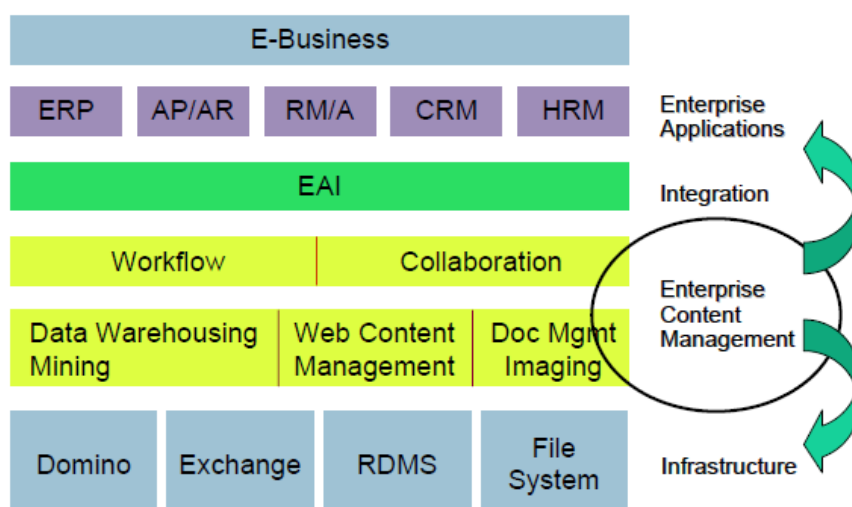 E-Business
ERP
AP/AR
RM/A
CRM
HRM
Enterprise
Applications
EAI
Integration
Workflow
Collaboration
Enterprise
Content
Management
Data Warehousing
Mining
Web Content
Management
Doc Mgmt
Imaging
Domino
Exchange
RDMS
File
System
Infrastructure